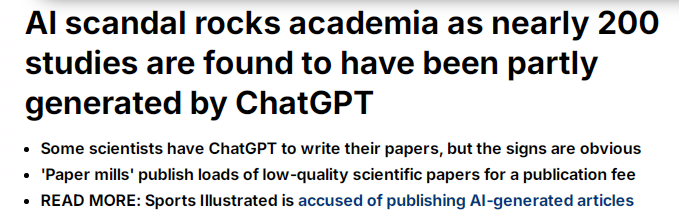 AI scandal rocks academia as nearly 200
studies are found to have been partly
generated by ChatGPT
• Some scientists have ChatGPT to write their papers, but the signs are obvious
• 'Paper mills' publish loads of low-quality scientific papers for a publication fee
• READ MORE: Sports Illustrated is accused of publishing AI-generated articles